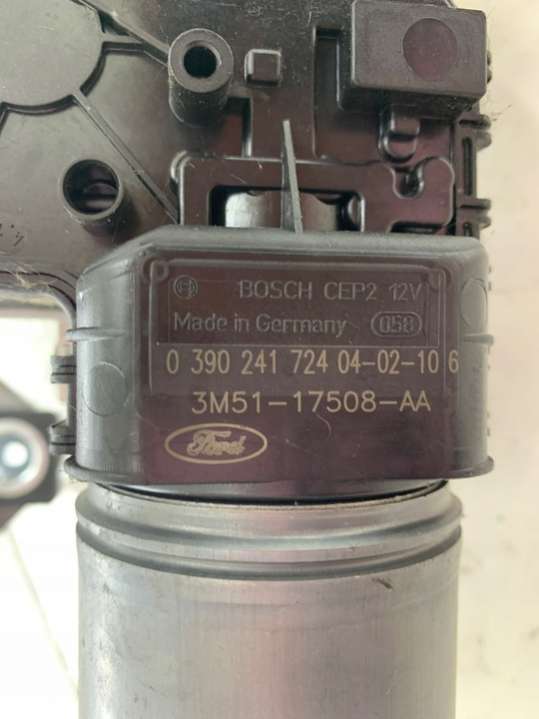 BOSCH CEP2 12V
Made in Germany 058
0 390 241 724 04-02-10 6
3M51-17508-AA
Ford